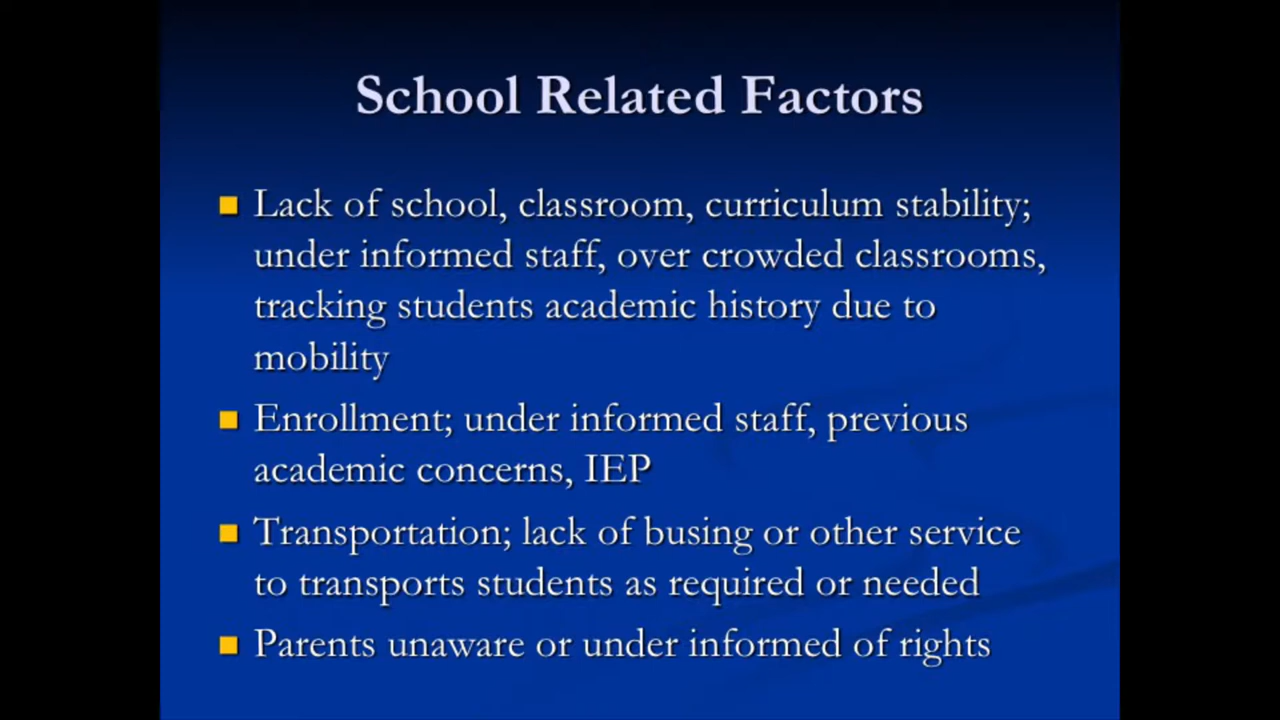 School Related Factors
Lack of school, classroom, curriculum stability;
under informed staff, over crowded classrooms,
tracking students academic history due to
mobility
Enrollment; under informed staff, previous
academic concerns, IEP
Transportation; lack of busing or other service
to transports students as required or needed
Parents unaware or under informed of rights